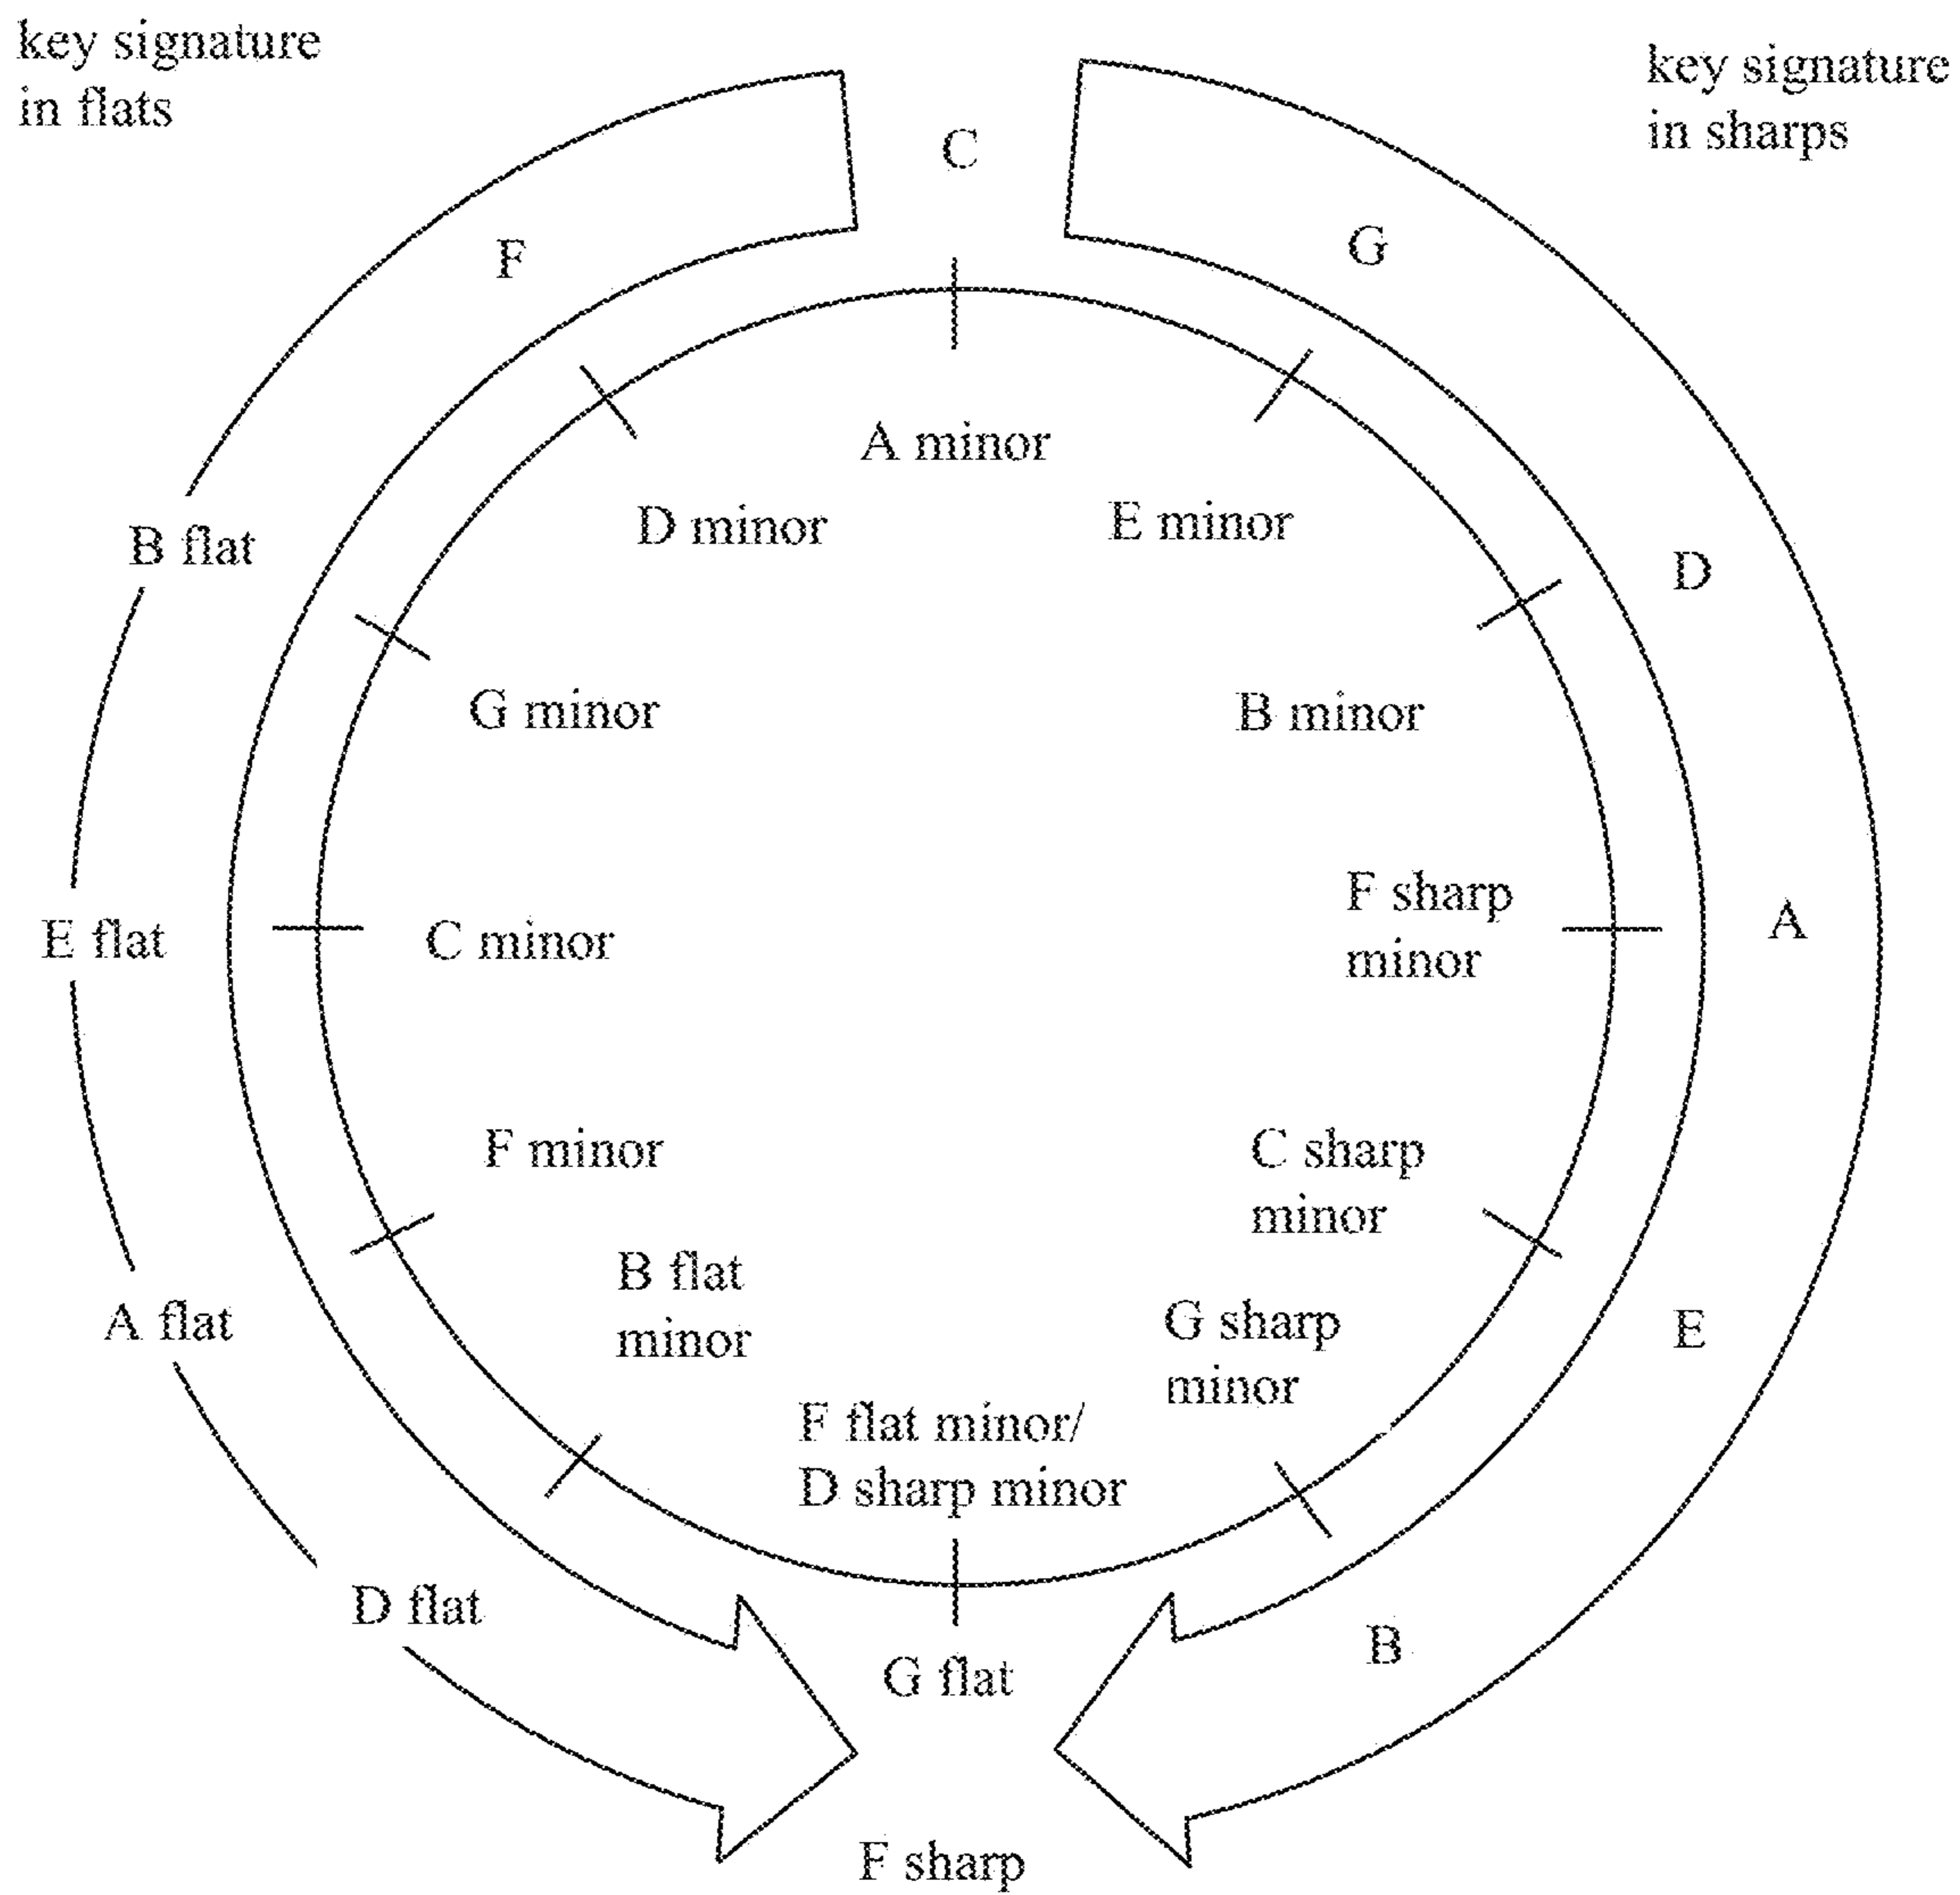 key signature
in flats
key signature
in sharps
C
F
G
A minor
D minor
E minor
B flat
D
G minor
B minor
E flat
C minor
F sharp
minor
A
F minor
C sharp
minor
A flat
B flat
minor
G sharp
minor
E
F flat minor/
D sharp minor
D flat
B
G flat
F sharp